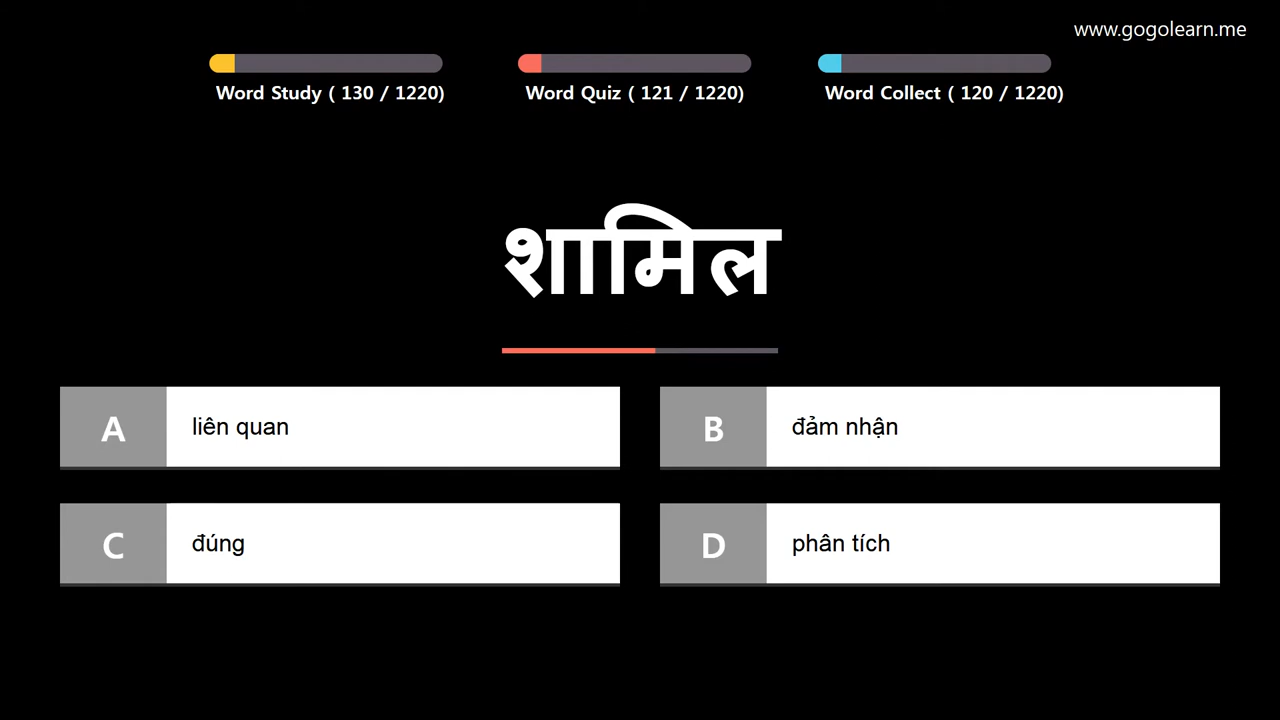 www.gogolearn.me
Word Study ( 130 / 1220)
Word Quiz ( 121 / 1220)
Word Collect ( 120 / 1220)
शामिल
A liên quan
B đảm nhận
C đúng
D phân tích